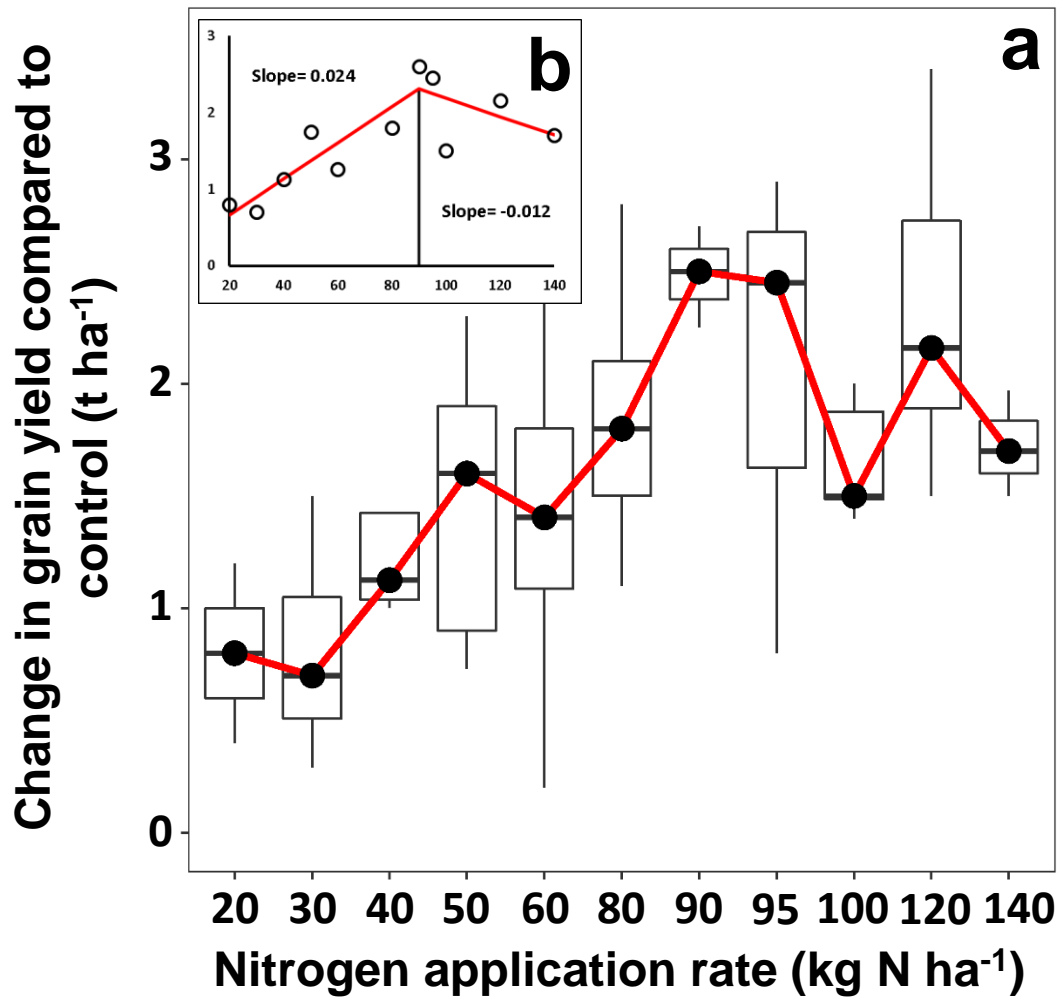 a
b
3
2
1
0
Slope= 0.024
Slope= -0.012
20 40 60 80 100 120 140
Change in grain yield compared to
control (t ha⁻¹)
3
2
1
0
20 30 40 50 60 80 90 95 100 120 140
Nitrogen application rate (kg N ha⁻¹)